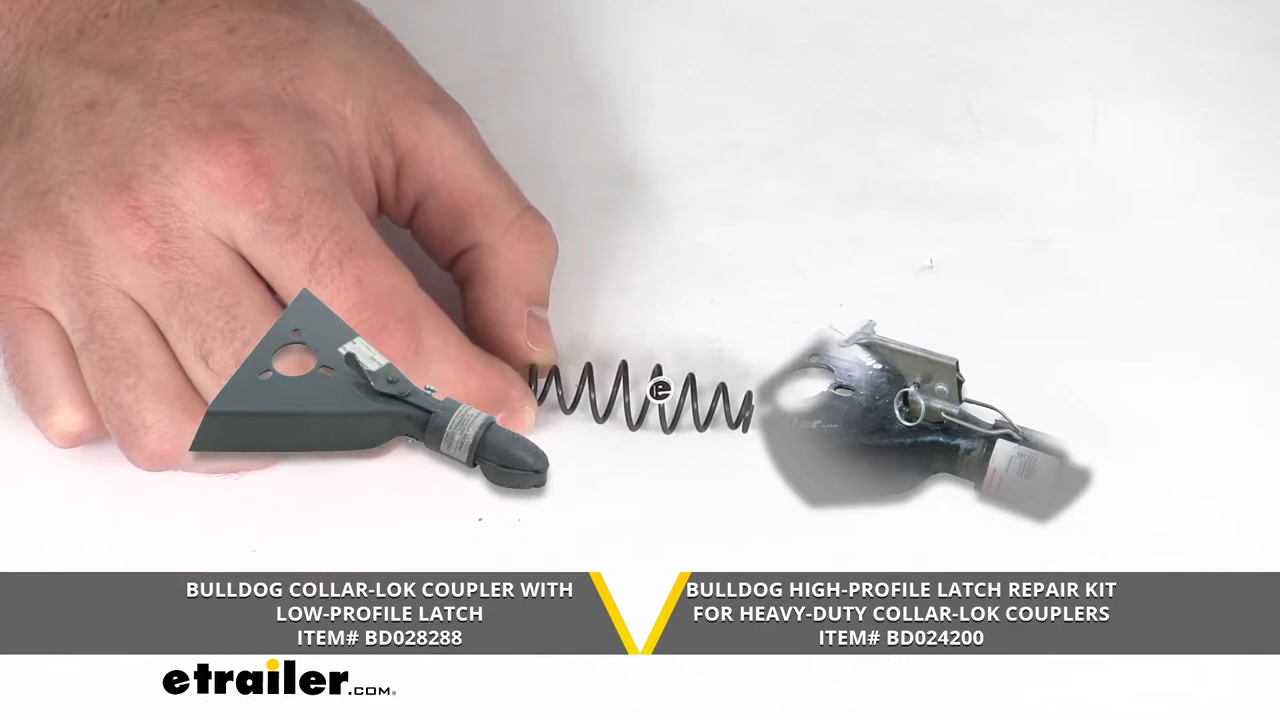 e
BULLDOG COLLAR-LOK COUPLER WITH
LOW-PROFILE LATCH
ITEM# BD028288
BULLDOG HIGH-PROFILE LATCH REPAIR KIT
FOR HEAVY-DUTY COLLAR-LOK COUPLERS
ITEM# BD024200
etrailer.COM®